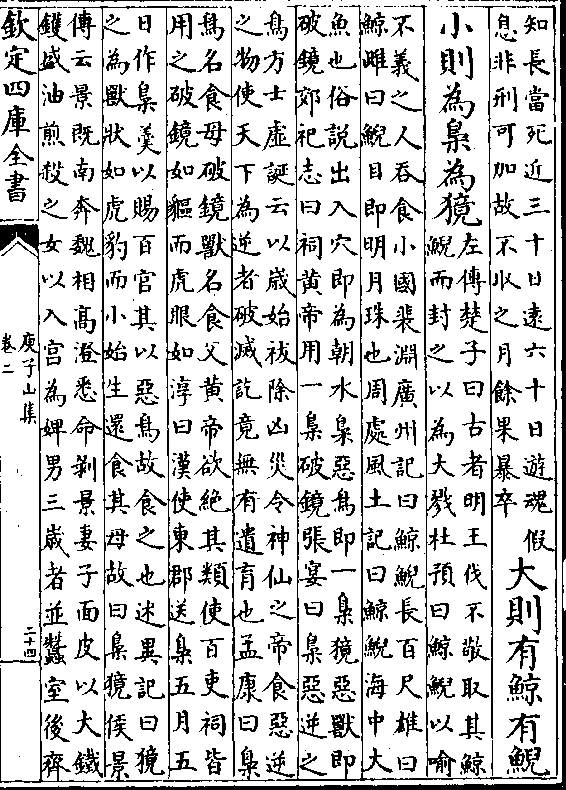 知長當死近三十日逺六十日遊魂假
息非刑可加故不收之月餘果暴卒
大則有鯨有鯢
小則為梟為獍
左傳楚子曰古者明王伐不敬取其鯨
鯢而封之以為大戮杜預曰鯨鯢以喻
不義之人吞食小國裴淵廣州記曰鯨鯢長百尺雄曰
鯨雌曰鯢目即明月珠也周處風土記曰鯨鯢海中大
魚也俗説出入穴即為朝水梟惡鳥即一梟獍惡獸即
破鏡郊祀志曰祠黄帝用一梟破鏡張宴曰梟惡逆之
鳥方士虛誕云以歳始祓除凶災令神仙之帝食惡逆
之物使天下為逆者破滅訖竟無有遺育也孟康曰梟
鳥名食母破鏡獸名食父黄帝欲絶其類使百吏祠皆
用之破鏡如貙而虎眼如淳曰漢使東郡送梟五月五
日作梟羹以賜百官其以惡鳥故食之也述異記曰獍
之為獸狀如虎豹而小始生還食其母故曰梟獍侯景
傳云景既南奔魏相高澄悉命剥景妻子面皮以大鐵
鑊盛油煎殺之女以入宫為婢男三歳者並蠶室後齊
欽定四庫全書
庾子山集
卷二
二十四